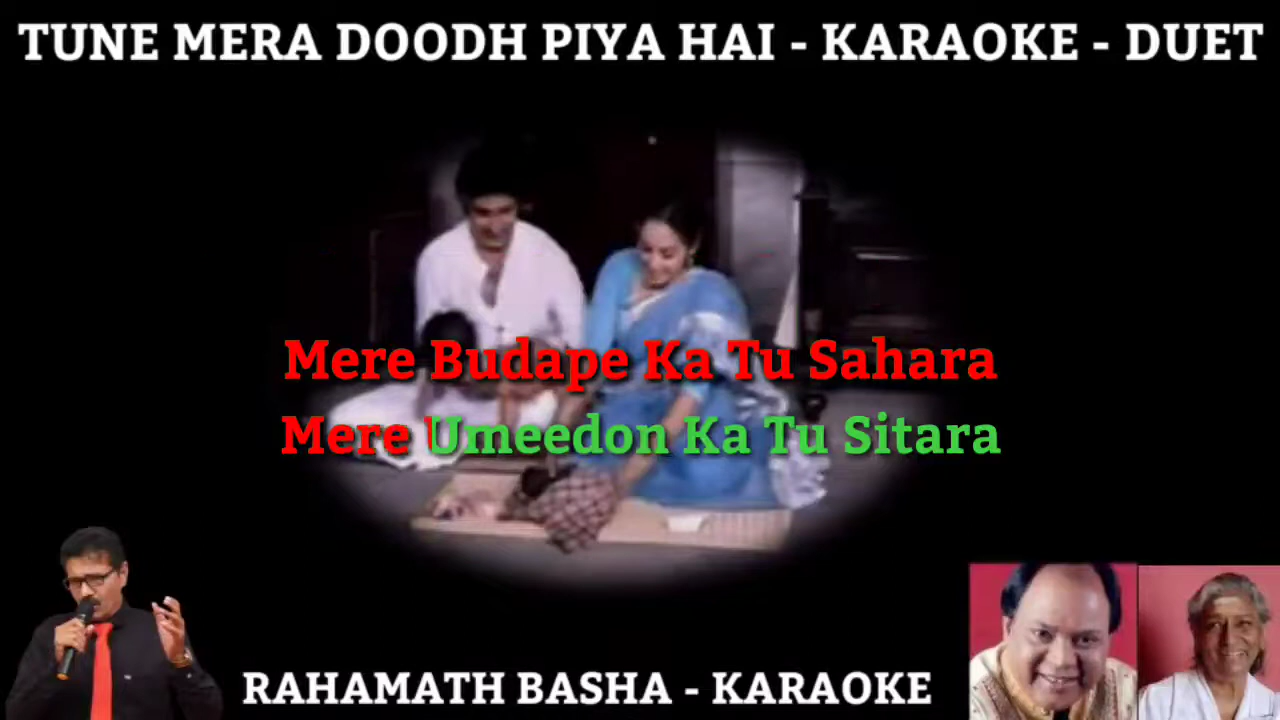 TUNE MERA DOODH PIYA HAI - KARAOKE - DUET
Mere Budape Ka Tu Sahara
Mere Umeedon Ka Tu Sitara
RAHAMATH BASHA - KARAOKE